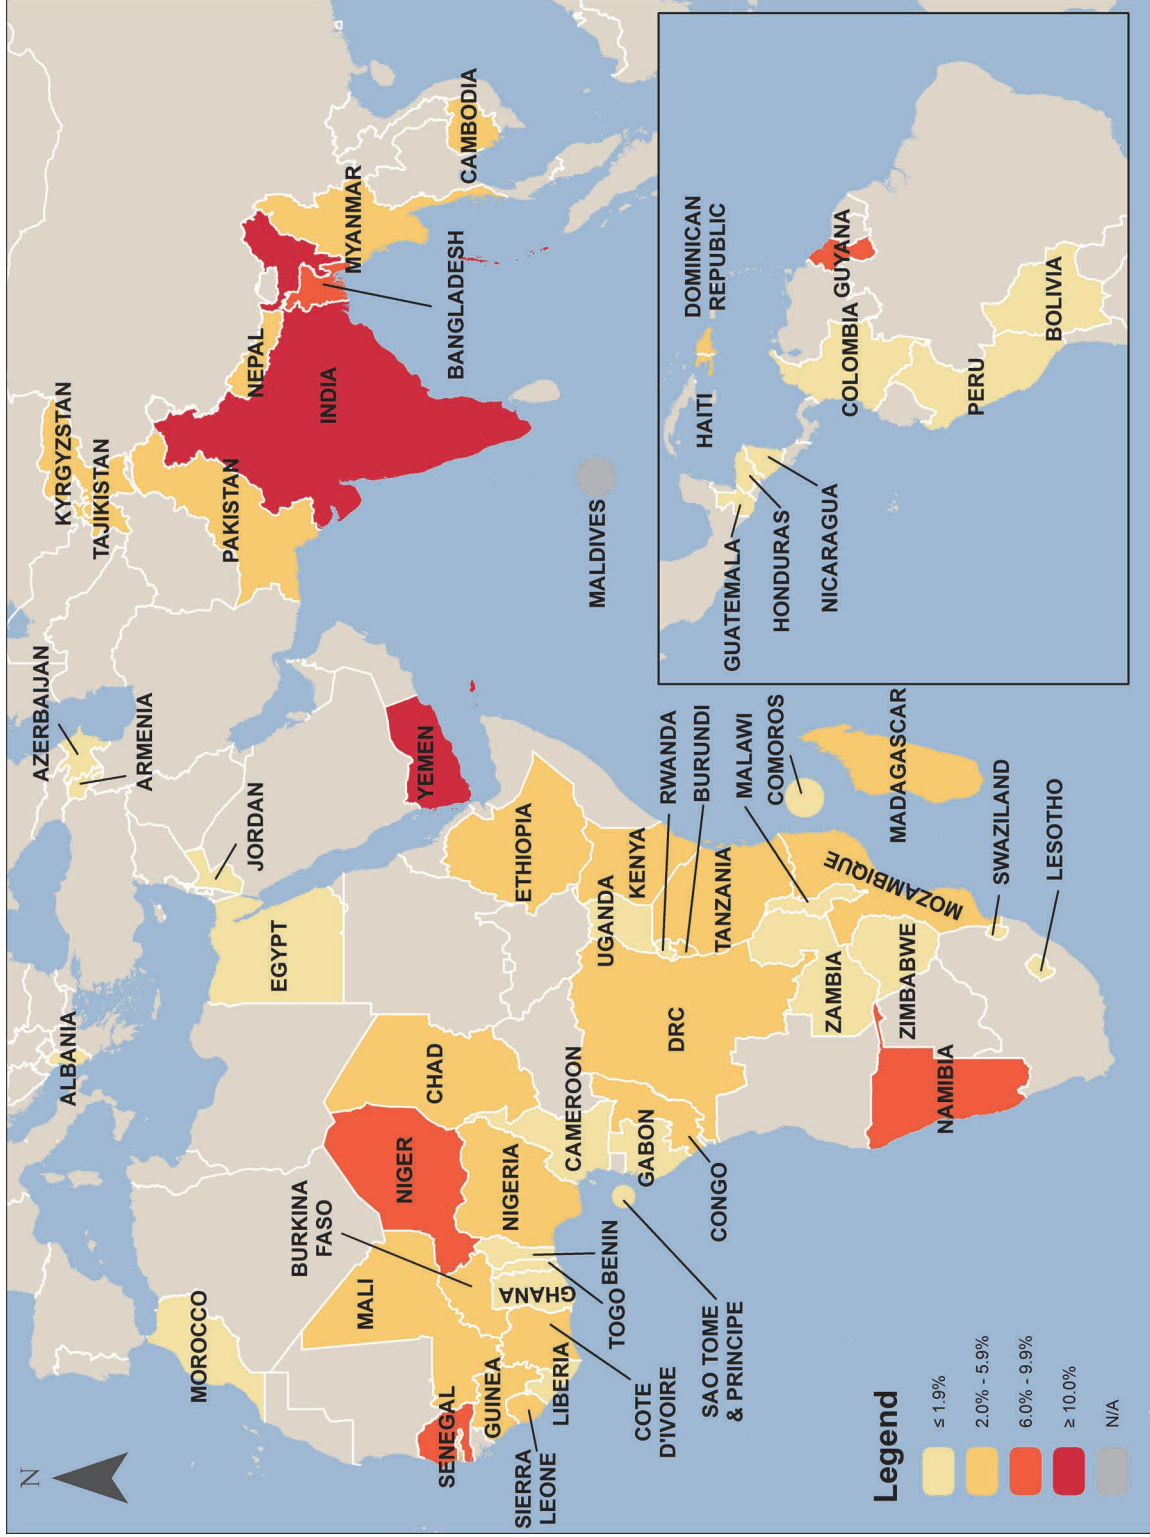 N
MOROCCO
ALBANIA
AZERBAIJAN
ARMENIA
JORDAN
EGYPT
KYRGYZSTAN
TAJIKISTAN
PAKISTAN
NEPAL
INDIA
BANGLADESH
MYANMAR
CAMBODIA
MALDIVES
YEMEN
SENEGAL
GUINEA
SIERRA
LEONE
LIBERIA
COTE
D'IVOIRE
MALI
BURKINA
FASO
GHANA
TOGO
BENIN
NIGER
NIGERIA
CHAD
CAMEROON
SAO TOME
& PRINCIPE
GABON
CONGO
DRC
ETHIOPIA
UGANDA
KENYA
RWANDA
BURUNDI
TANZANIA
MALAWI
COMOROS
MOZAMBIQUE
MADAGASCAR
ZAMBIA
ZIMBABWE
NAMIBIA
SWAZILAND
LESOTHO
DOMINICAN
REPUBLIC
HAITI
GUATEMALA
HONDURAS
NICARAGUA
COLOMBIA
GUYANA
PERU
BOLIVIA
Legend
≤ 1.9%
2.0% - 5.9%
6.0% - 9.9%
≥ 10.0%
N/A